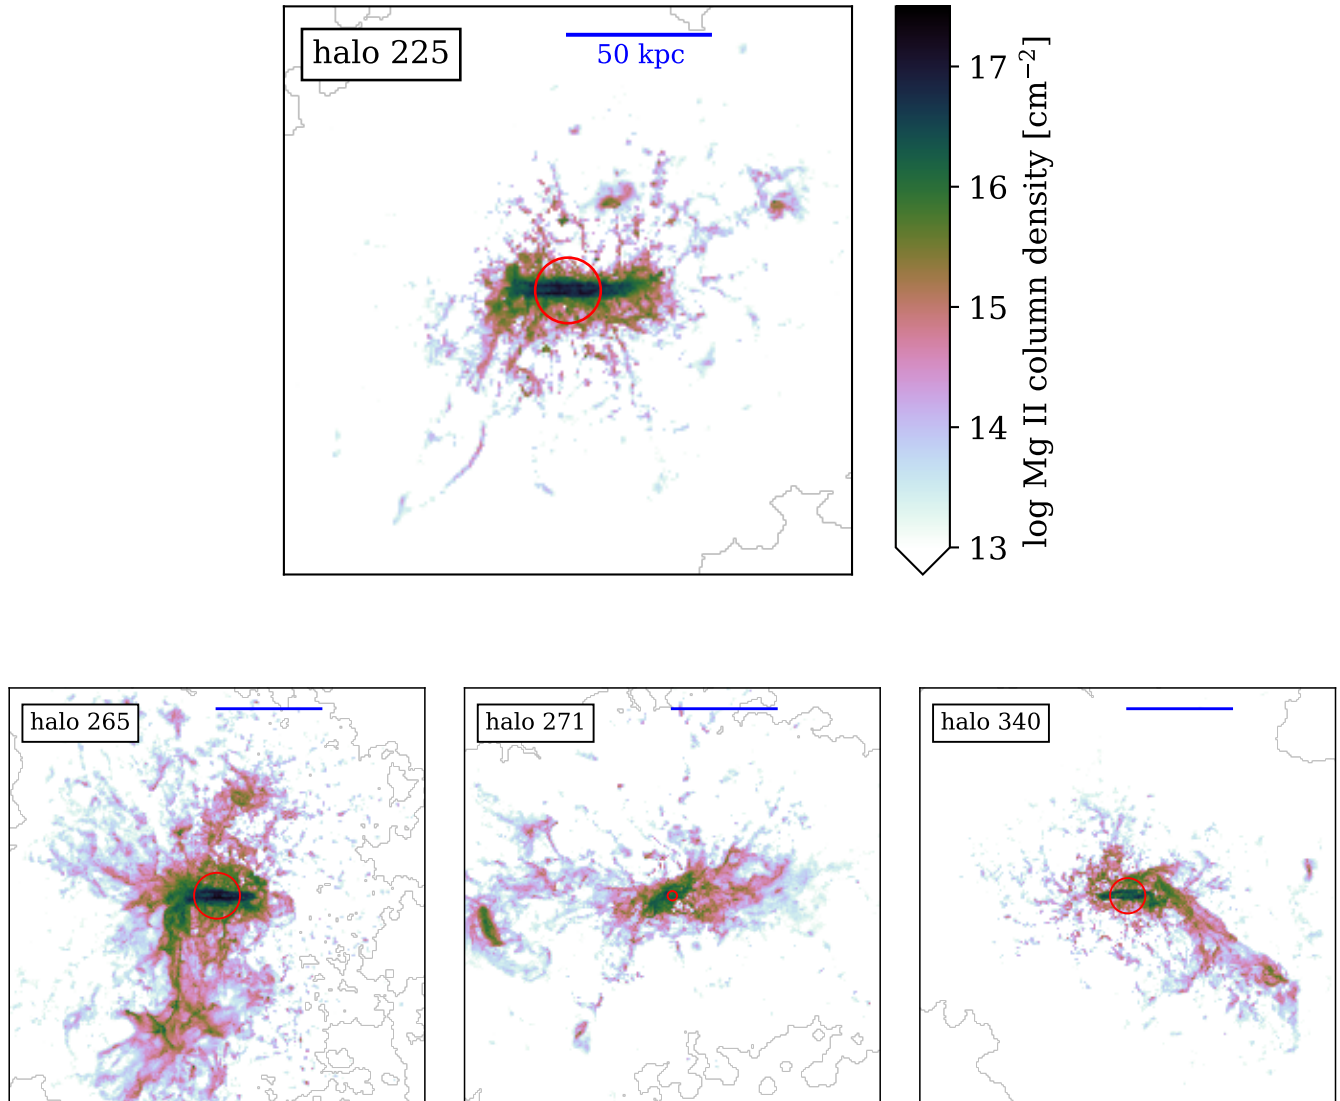 halo 225
50 kpc
17
16
15
14
13
log Mg II column density [cm⁻²]
halo 265
halo 271
halo 340